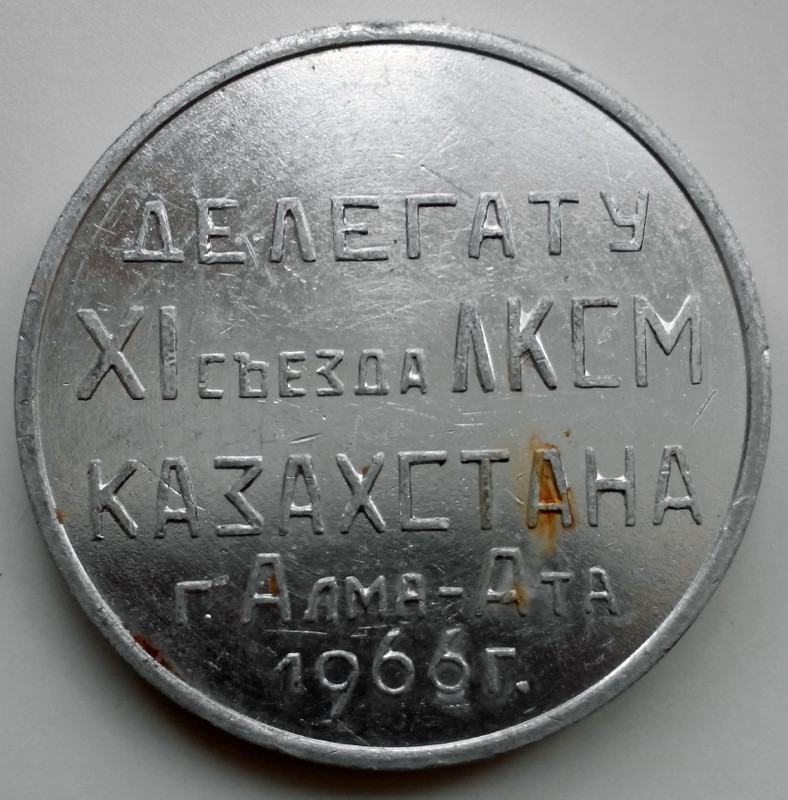 ДЕЛЕГАТУ
XI СЪЕЗДА ЛКСМ
КАЗАХСТАНА
г. Алма-Ата
1966г.